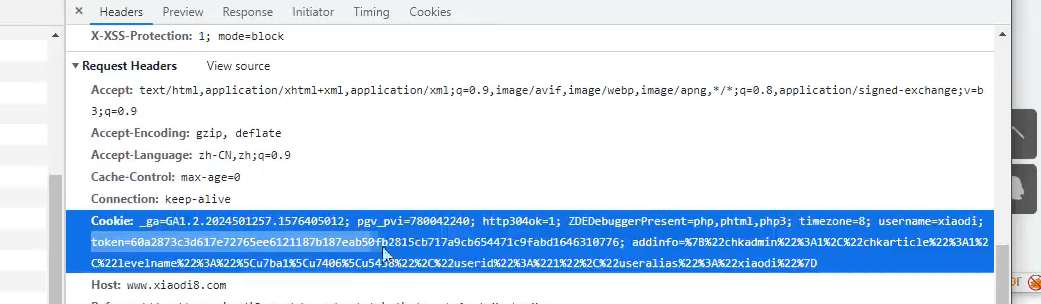 × Headers Preview Response Initiator Timing Cookies
X-XSS-Protection: 1; mode=block
▼ Request Headers View source
Accept: text/html,application/xhtml+xml,application/xml;q=0.9,image/avif,image/webp,image/apng,*/*;q=0.8,application/signed-exchange;v=b
3;q=0.9
Accept-Encoding: gzip, deflate
Accept-Language: zh-CN,zh;q=0.9
Cache-Control: max-age=0
Connection: keep-alive
Cookie: _ga=GA1.2.2024501257.1576405012; pgv_pvi=780042240; http304ok=1; ZDEDebuggerPresent=php,phtml,php3; timezone=8; username=xiaodi;
token=60a2873c3d617e72765ee6121187b187eab50fb2815cb717a9cb654471c9fabd1646310776; addinfo=%7B%22chkadmin%22%3A1%2C%22chkarticle%22%3A1%2
C%22levelname%22%3A%22%5Cu7ba1%5Cu7406%5Cu5458%22%2C%22userid%22%3A%221%22%2C%22useralias%22%3A%22xiaodi%22%7D
Host: www.xiaodi8.com